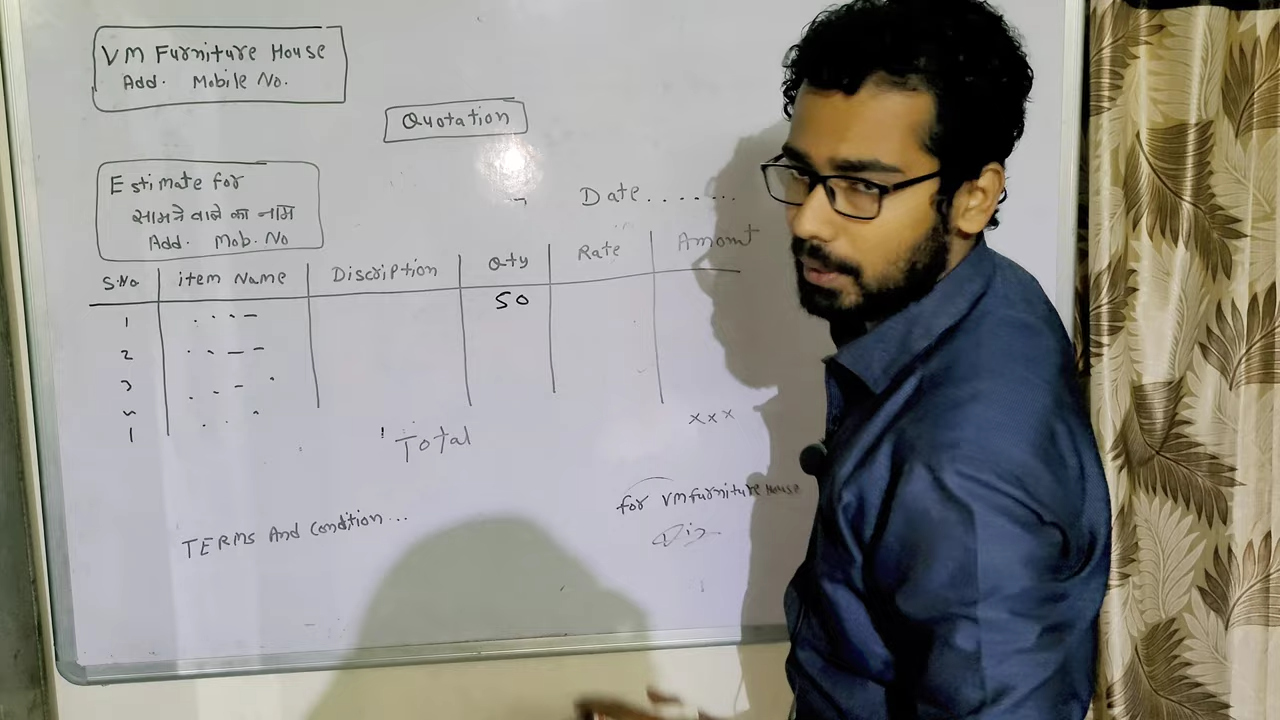 VM Furniture House
Add. Mobile No.
Quotation
Estimate for
सामने वाले का नाम
Add. Mob. No
Date.......
S.No item Name Discription Qty Rate Amount
1 50
2
3
Total xxx
for VM furniture House
TERMS And condition...